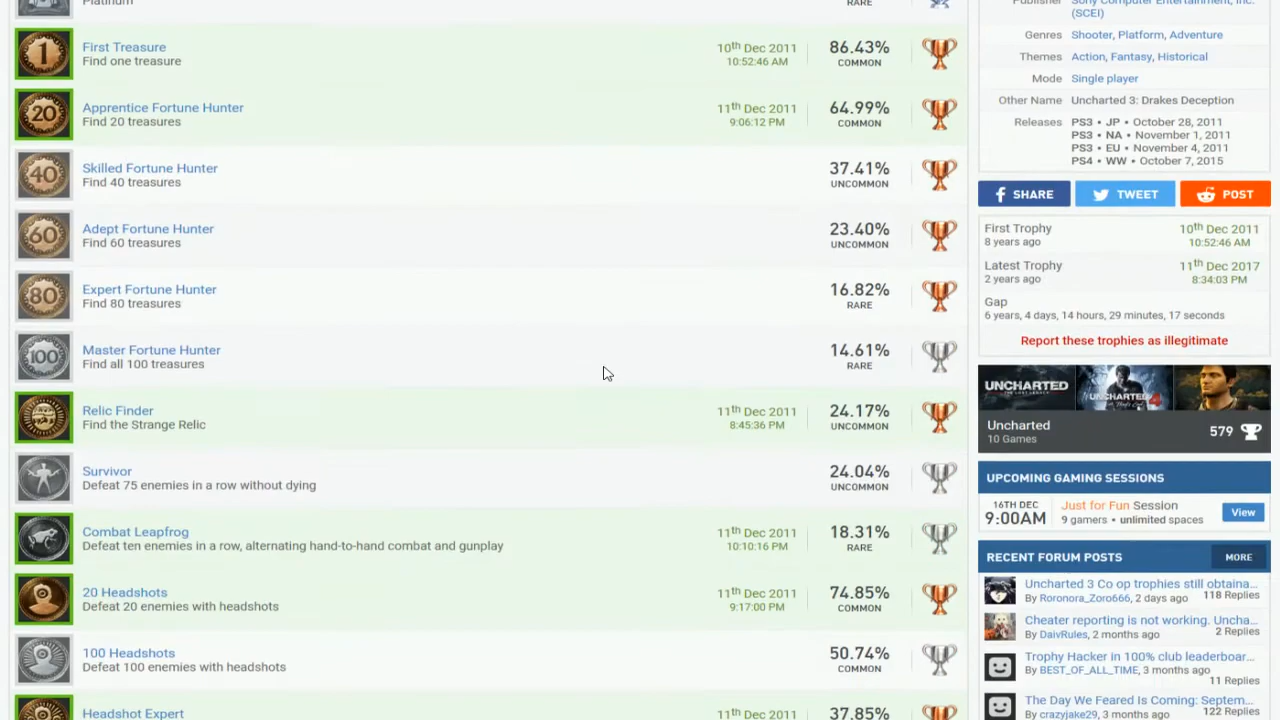 Platinum
RARE
First Treasure
Find one treasure
10th Dec 2011
10:52:46 AM
86.43%
COMMON
Apprentice Fortune Hunter
Find 20 treasures
11th Dec 2011
9:06:12 PM
64.99%
COMMON
Skilled Fortune Hunter
Find 40 treasures
37.41%
UNCOMMON
Adept Fortune Hunter
Find 60 treasures
23.40%
UNCOMMON
Expert Fortune Hunter
Find 80 treasures
16.82%
RARE
Master Fortune Hunter
Find all 100 treasures
14.61%
RARE
Relic Finder
Find the Strange Relic
11th Dec 2011
8:45:36 PM
24.17%
UNCOMMON
Survivor
Defeat 75 enemies in a row without dying
24.04%
UNCOMMON
Combat Leapfrog
Defeat ten enemies in a row, alternating hand-to-hand combat and gunplay
11th Dec 2011
10:10:16 PM
18.31%
RARE
20 Headshots
Defeat 20 enemies with headshots
11th Dec 2011
9:17:00 PM
74.85%
COMMON
100 Headshots
Defeat 100 enemies with headshots
50.74%
COMMON
Headshot Expert
11th Dec 2011
37.85%
1
20
40
60
80
100
Publisher Sony Computer Entertainment, Inc.
(SCEI)
Genres Shooter, Platform, Adventure
Themes Action, Fantasy, Historical
Mode Single player
Other Name Uncharted 3: Drakes Deception
Releases PS3 • JP • October 28, 2011
PS3 • NA • November 1, 2011
PS3 • EU • November 4, 2011
PS4 • WW • October 7, 2015
SHARE TWEET POST
First Trophy
8 years ago
10th Dec 2011
10:52:46 AM
Latest Trophy
2 years ago
11th Dec 2017
8:34:03 PM
Gap
6 years, 4 days, 14 hours, 29 minutes, 17 seconds
Report these trophies as illegitimate
UNCHARTED
UNCHARTED 4
Uncharted
10 Games
579
UPCOMING GAMING SESSIONS
16TH DEC
9:00AM
Just for Fun Session
9 gamers • unlimited spaces
View
RECENT FORUM POSTS MORE
Uncharted 3 Co op trophies still obtaina...
By Roronora_Zoro666, 2 days ago 118 Replies
Cheater reporting is not working. Uncha...
By DaivRules, 2 months ago 2 Replies
Trophy Hacker in 100% club leaderboar...
By BEST_OF_ALL_TIME, 3 months ago
11 Replies
The Day We Feared Is Coming: Septem...
By crazyjake29, 3 months ago 122 Replies